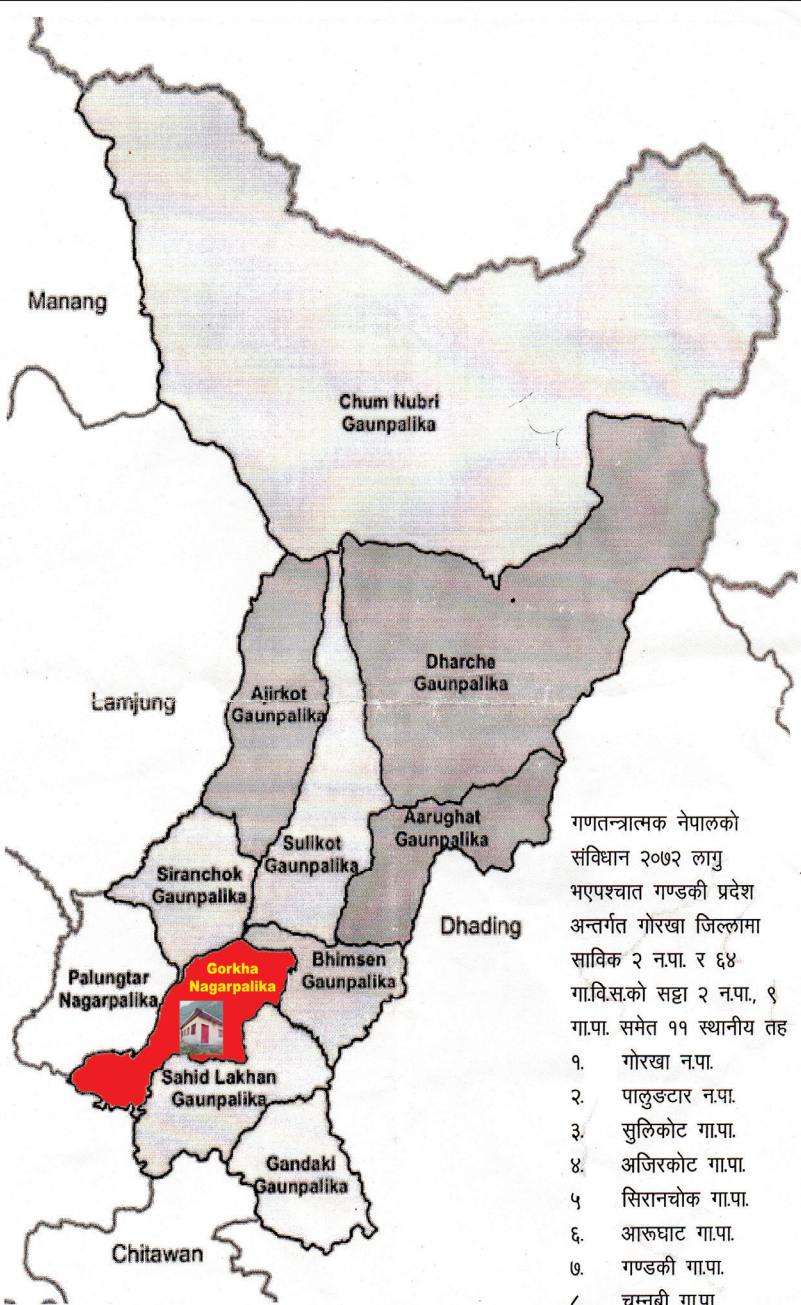 Manang
Chum Nubri
Gaunpalika
Dharche
Gaunpalika
Lamjung
Ajirkot
Gaunpalika
Aarughat
Gaunpalika
Sulikot
Gaunpalika
Siranchok
Gaunpalika
Dhading
Bhimsen
Gaunpalika
Gorkha
Nagarpalika
Palungtar
Nagarpalika
Sahid Lakhan
Gaunpalika
Gandaki
Gaunpalika
Chitawan
गणतन्त्रात्मक नेपालको
संविधान २०७२ लागु
भएपश्चात गण्डकी प्रदेश
अन्तर्गत गोरखा जिल्लामा
साविक २ न.पा. र ६४
गा.वि.स.को सट्टा २ न.पा., ९
गा.पा. समेत ११ स्थानीय तह
१. गोरखा न.पा.
२. पालुङटार न.पा.
३. सुलिकोट गा.पा.
४. अजिरकोट गा.पा.
५ सिरानचोक गा.पा.
६. आरूघाट गा.पा.
७. गण्डकी गा.पा.